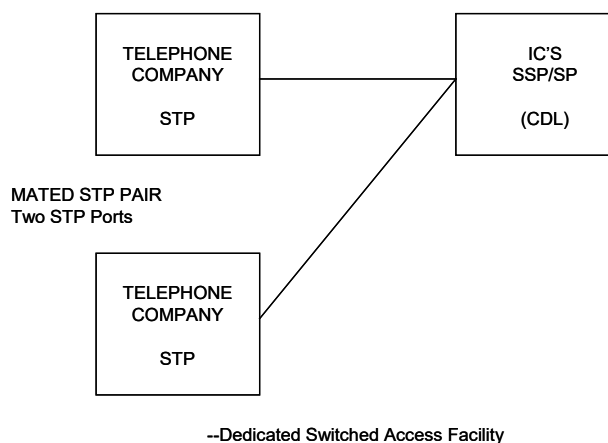 TELEPHONE
COMPANY
STP
IC'S
SSP/SP
(CDL)
MATED STP PAIR
Two STP Ports
TELEPHONE
COMPANY
STP
--Dedicated Switched Access Facility